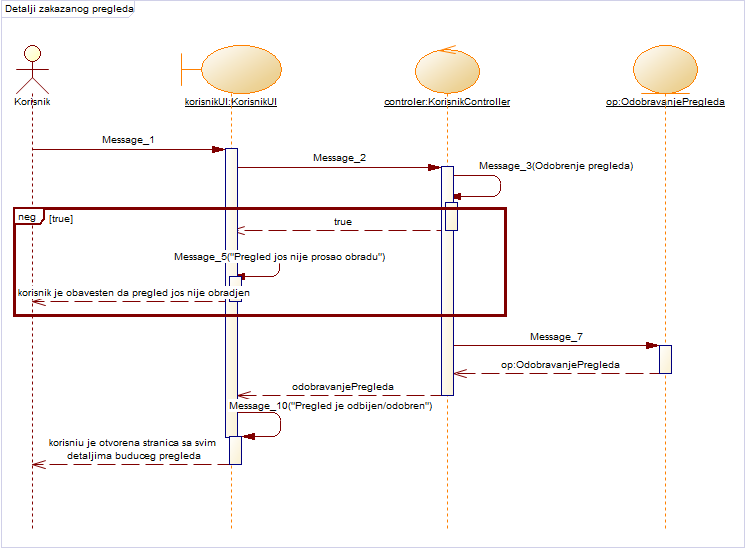 Detalji zakazanog pregleda
Korisnik
korisnikUI:KorisnikUI
controler:KorisnikController
op:OdobravanjePregleda
Message_1
Message_2
Message_3(Odobrenje pregleda)
neg
[true]
true
Message_5("Pregled jos nije prosao obradu")
korisnik je obavesten da pregled jos nije obradjen
Message_7
op:OdobravanjePregleda
odobravanjePregleda
Message_10("Pregled je odbijen/odobren")
korisniu je otvorena stranica sa svim
detaljima buduceg pregleda